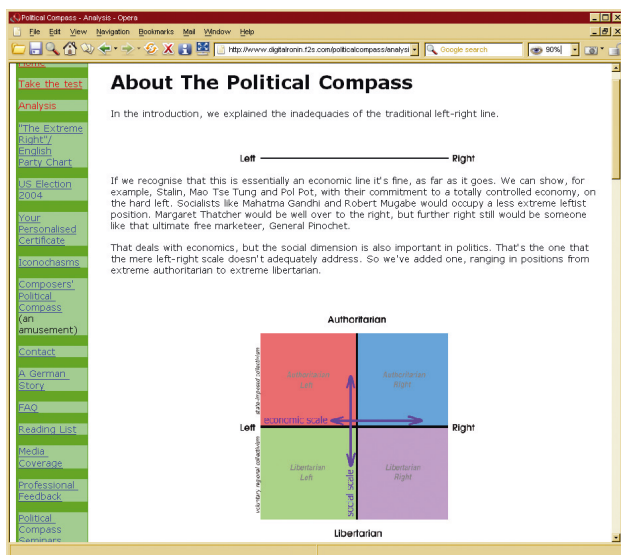 Political Compass - Analysis - Opera
File Edit View Navigation Bookmarks Mail Window Help
http://www.digitalronin.f2s.com/politicalcompass/analysi
Google search
90%
Home
Take the test
Analysis
"The Extreme
Right"/
English
Party Chart
US Election
2004
Your
Personalised
Certificate
Iconochasms
Composers'
Political
Compass
(an
amusement)
Contact
A German
Story
FAQ
Reading List
Media
Coverage
Professional
Feedback
Political
Compass
Seminars
About The Political Compass
In the introduction, we explained the inadequacies of the traditional left-right line.
Left Right
If we recognise that this is essentially an economic line it's fine, as far as it goes. We can show, for
example, Stalin, Mao Tse Tung and Pol Pot, with their commitment to a totally controlled economy, on
the hard left. Socialists like Mahatma Gandhi and Robert Mugabe would occupy a less extreme leftist
position. Margaret Thatcher would be well over to the right, but further right still would be someone
like that ultimate free marketeer, General Pinochet.
That deals with economics, but the social dimension is also important in politics. That's the one that
the mere left-right scale doesn't adequately address. So we've added one, ranging in positions from
extreme authoritarian to extreme libertarian.
Authoritarian
state-imposed collectivism
Authoritarian
Left
Authoritarian
Right
economic scale
Left Right
voluntary regional collectivism
Libertarian
Left
social scale
Libertarian
Right
Libertarian